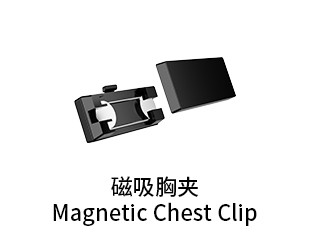 磁吸胸夹
Magnetic Chest Clip